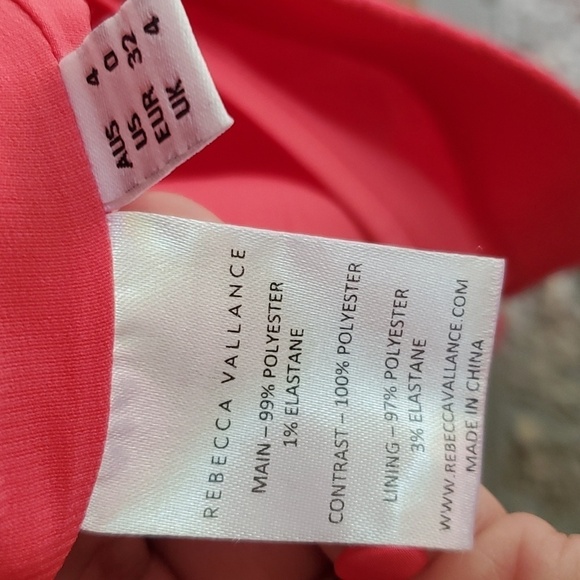 AUS 4
US 0
EUR 32
UK 4
REBECCA VALLANCE
MAIN – 99% POLYESTER
1% ELASTANE
CONTRAST – 100% POLYESTER
LINING – 97% POLYESTER
3% ELASTANE
WWW.REBECCAVALLANCE.COM
MADE IN CHINA